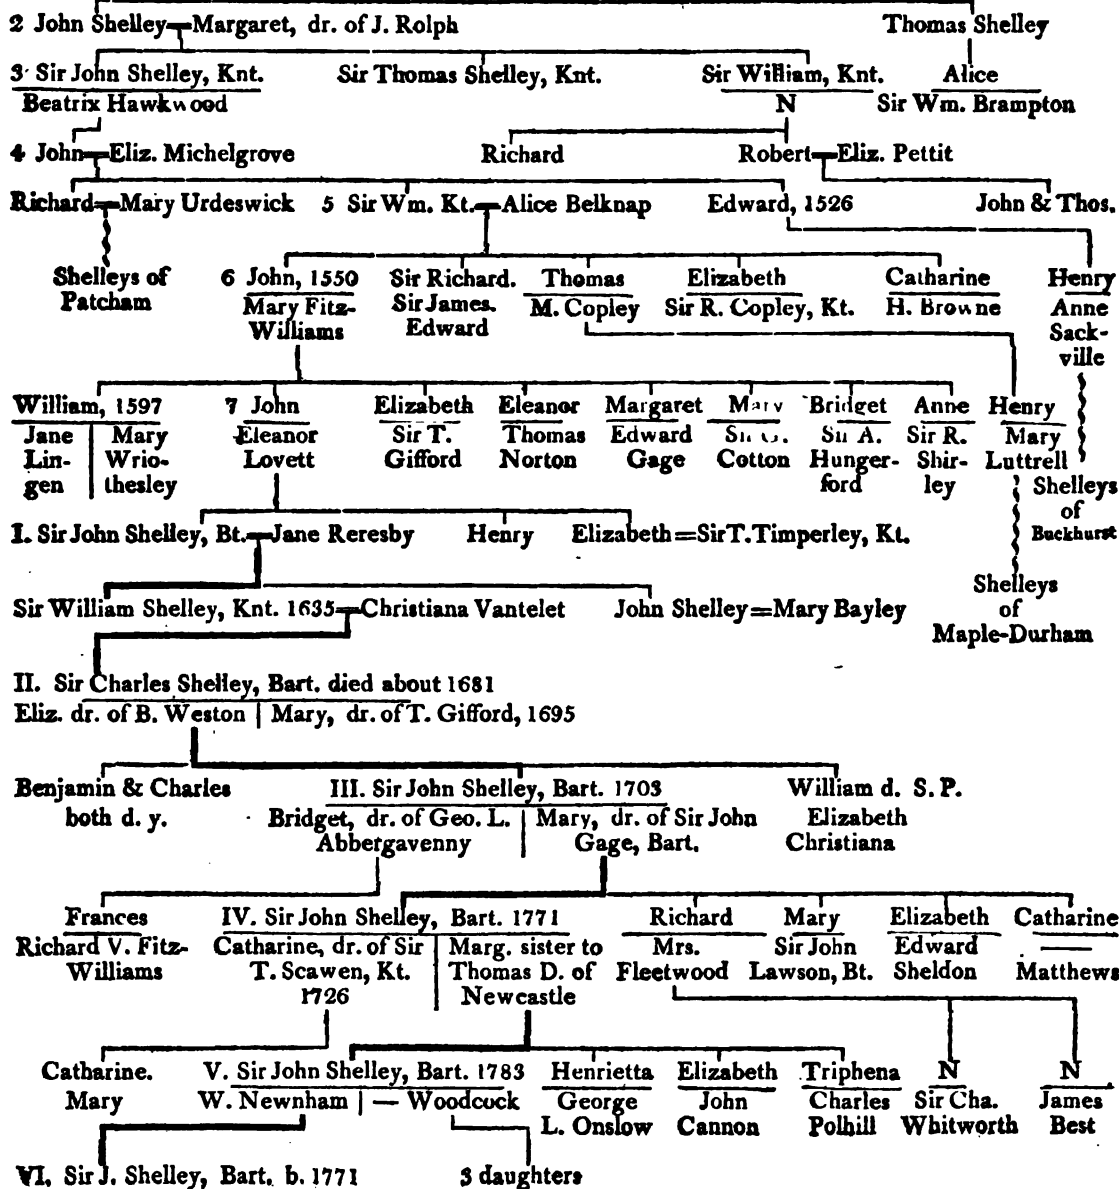 2 John Shelley Margaret, dr. of J. Rolph Thomas Shelley
3 Sir John Shelley, Knt. Sir Thomas Shelley, Knt. Sir William, Knt. Alice
Beatrix Hawkwood N Sir Wm. Brampton
4 John Eliz. Michelgrove Richard Robert Eliz. Pettit
Richard Mary Urdeswick 5 Sir Wm. Kt. Alice Belknap Edward, 1526 John & Thos.
Shelleys of 6 John, 1550 Sir Richard. Thomas Elizabeth Catharine Henry
Patcham Mary Fitz- Sir James. M. Copley Sir R. Copley, Kt. H. Browne Anne
Williams Edward Sack-
ville
William, 1597 7 John Elizabeth Eleanor Margaret Mary Bridget Anne Henry
Jane Mary Eleanor Sir T. Thomas Edward Sir G. Sir A. Sir R. Mary
Lin- Wrio- Lovett Gifford Norton Gage Cotton Hunger- Shir- Luttrell
gen thesley ford ley Shelleys
of
I. Sir John Shelley, Bt. Jane Reresby Henry Elizabeth=Sir T. Timperley, Kt. Buckhurst
Shelleys
Sir William Shelley, Knt. 1635 Christiana Vantelet John Shelley=Mary Bayley of
Maple-Durham
II. Sir Charles Shelley, Bart. died about 1681
Eliz. dr. of B. Weston | Mary, dr. of T. Gifford, 1695
Benjamin & Charles III. Sir John Shelley, Bart. 1703 William d. S. P.
both d. y. Bridget, dr. of Geo. L. Mary, dr. of Sir John Elizabeth
Abbergavenny Gage, Bart. Christiana
Frances IV. Sir John Shelley, Bart. 1771 Richard Mary Elizabeth Catharine
Richard V. Fitz- Catharine, dr. of Sir Marg. sister to Mrs. Sir John Edward ——
Williams T. Scawen, Kt. Thomas D. of Fleetwood Lawson, Bt. Sheldon Matthews
1726 Newcastle
Catharine. V. Sir John Shelley, Bart. 1783 Henrietta Elizabeth Triphena N N
Mary W. Newnham | — Woodcock George John Charles Sir Cha. James
L. Onslow Cannon Polhill Whitworth Best
VI. Sir J. Shelley, Bart. b. 1771 3 daughters